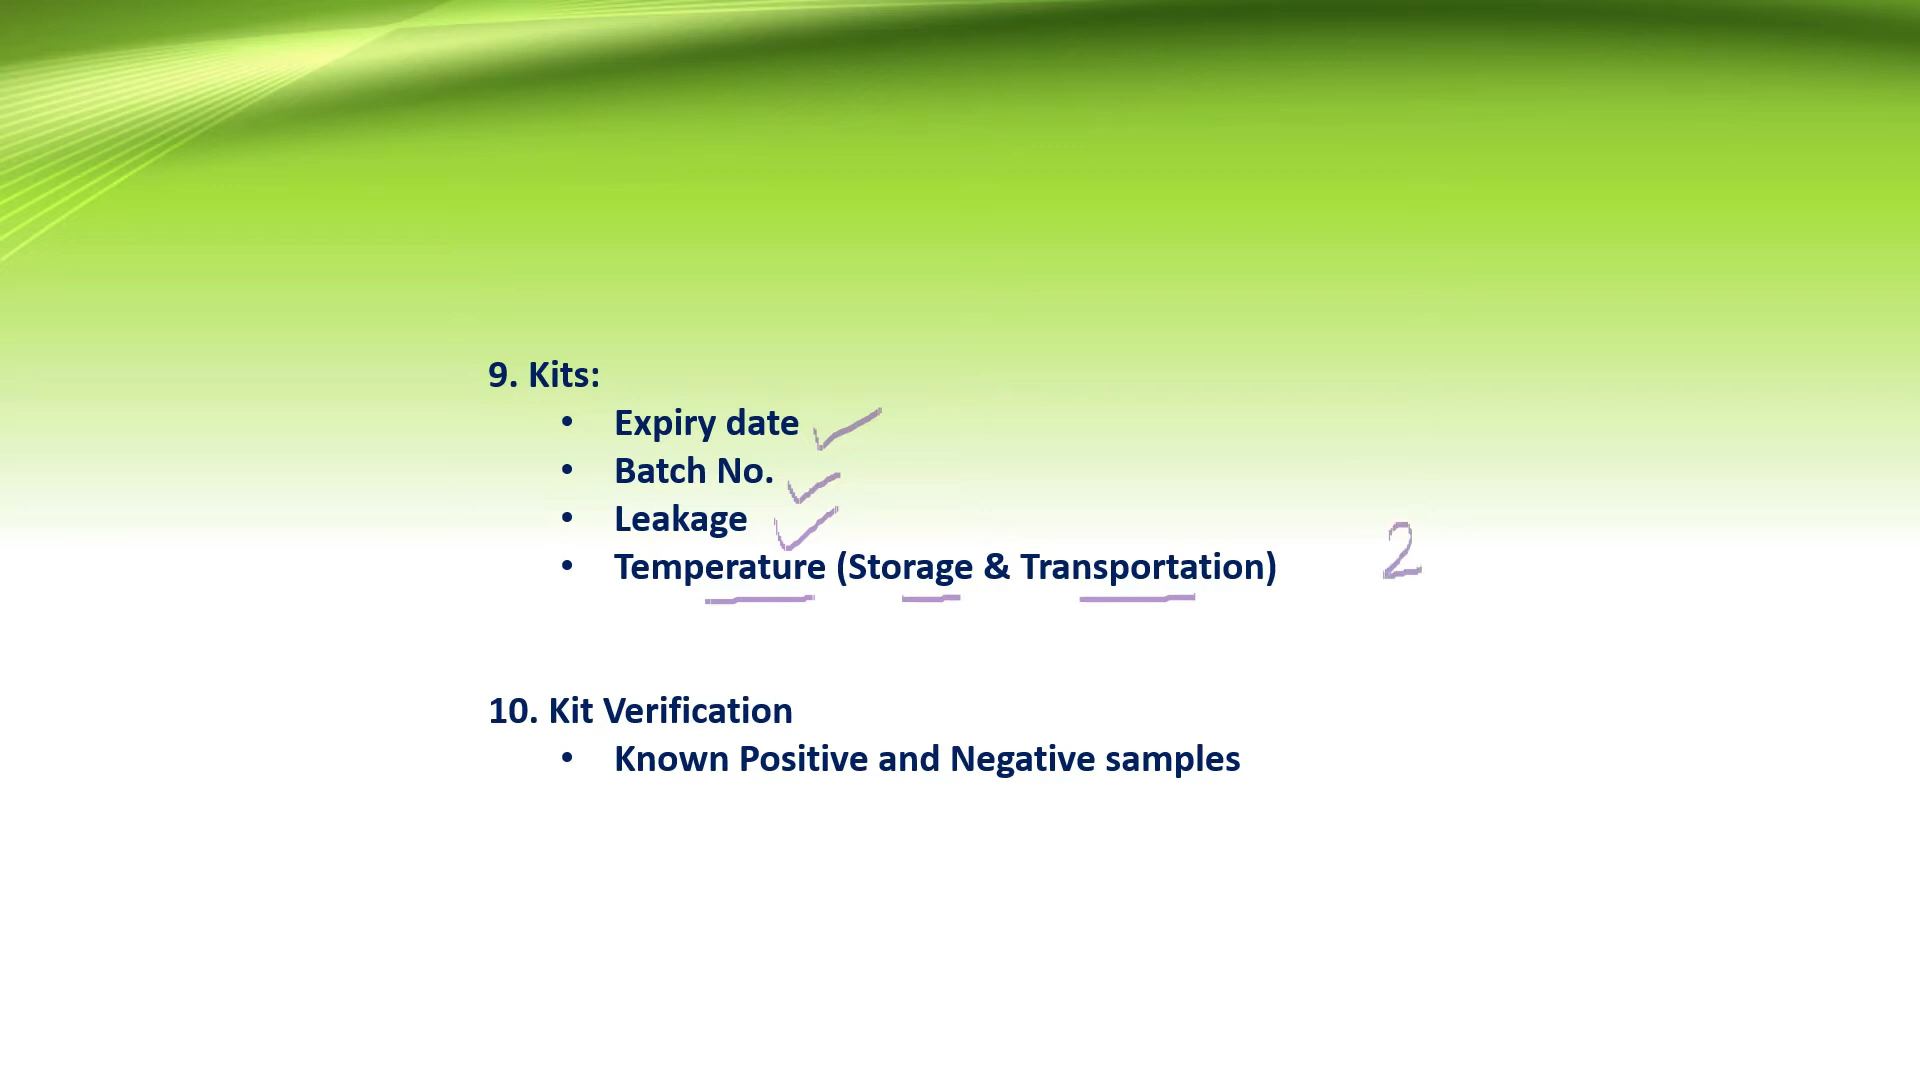 9. Kits:
• Expiry date
• Batch No.
• Leakage
• Temperature (Storage & Transportation) 2
10. Kit Verification
• Known Positive and Negative samples